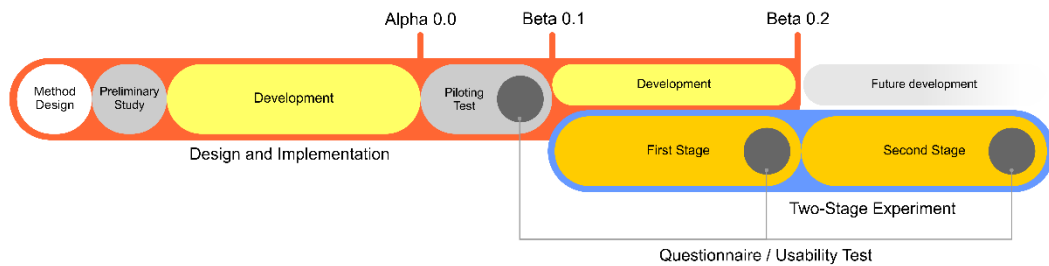 Alpha 0.0
Beta 0.1
Beta 0.2
Method
Design
Preliminary
Study
Development
Piloting
Test
Development
Future development
Design and Implementation
First Stage
Second Stage
Two-Stage Experiment
Questionnaire / Usability Test